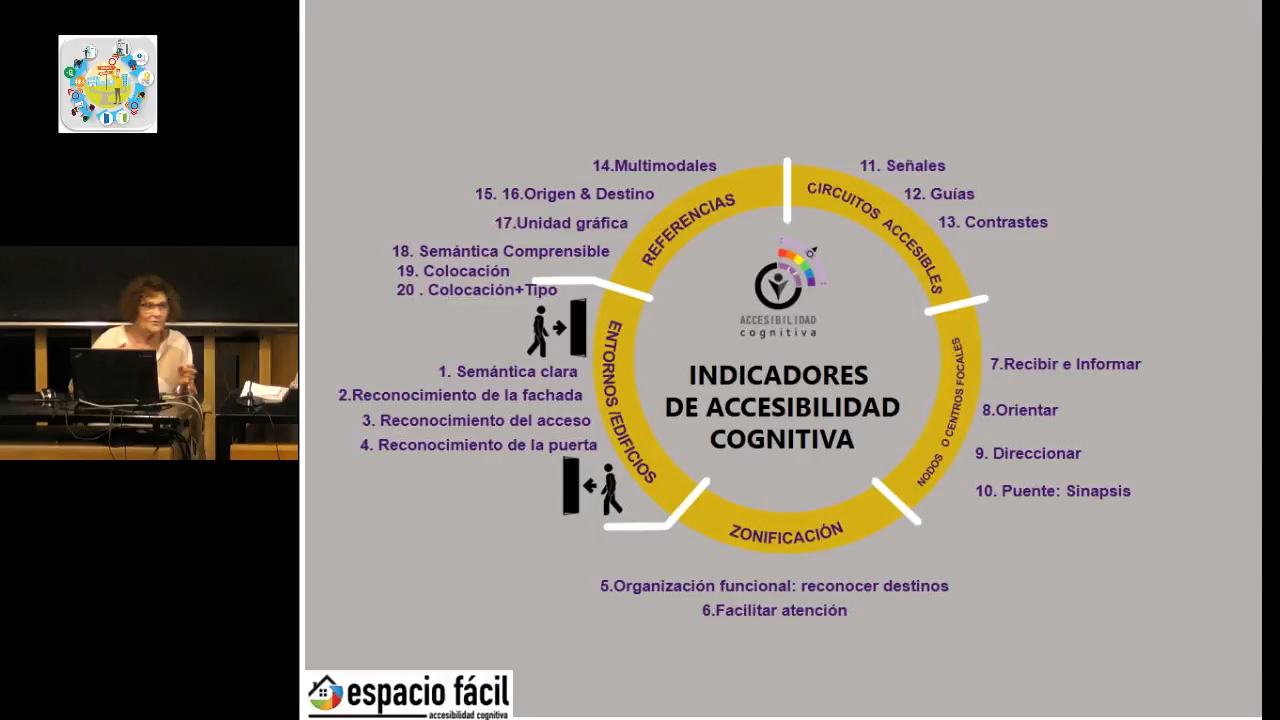 14.Multimodales
15. 16.Origen & Destino
17.Unidad gráfica
18. Semántica Comprensible
19. Colocación
20 . Colocación+Tipo
REFERENCIAS
CIRCUITOS ACCESIBLES
11. Señales
12. Guías
13. Contrastes
ACCESIBILIDAD
cognitiva
INDICADORES
DE ACCESIBILIDAD
COGNITIVA
ENTORNOS /EDIFICIOS
1. Semántica clara
2.Reconocimiento de la fachada
3. Reconocimiento del acceso
4. Reconocimiento de la puerta
NODOS O CENTROS FOCALES
7.Recibir e Informar
8.Orientar
9. Direccionar
10. Puente: Sinapsis
ZONIFICACIÓN
5.Organización funcional: reconocer destinos
6.Facilitar atención
espacio fácil
accesibilidad cognitiva